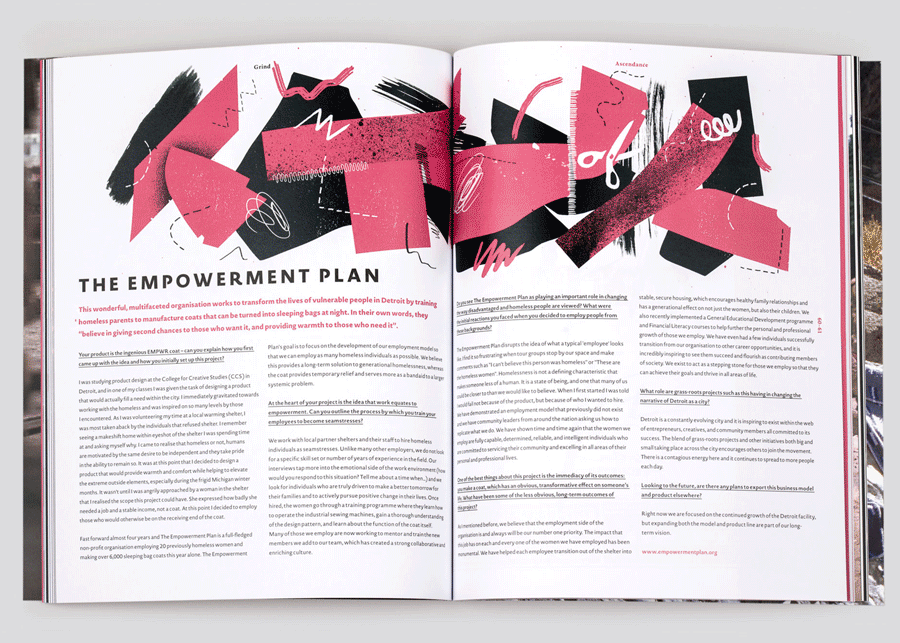 Grind
Ascendance
of
THE EMPOWERMENT PLAN
This wonderful, multifaceted organisation works to transform the lives of vulnerable people in Detroit by training
homeless parents to manufacture coats that can be turned into sleeping bags at night. In their own words, they
"believe in giving second chances to those who want it, and providing warmth to those who need it".
Your product is the ingenious EMPWR coat – can you explain how you first
came up with the idea and how you initially set up this project?
I was studying product design at the College for Creative Studies (CCS) in
Detroit, and in one of my classes I was given the task of designing a product
that would actually fill a need within the city. I immediately gravitated towards
working with the homeless and was inspired on so many levels by those
I encountered. As I was volunteering my time at a local warming shelter, I
was most taken aback by the individuals that refused shelter. I remember
seeing a makeshift home within eyeshot of the shelter I was spending time
at and asking myself why. I came to realise that homeless or not, humans
are motivated by the same desire to be independent and they take pride
in the ability to remain so. It was at this point that I decided to design a
product that would provide warmth and comfort while helping to elevate
the extreme outside elements, especially during the frigid Michigan winter
months. It wasn't until I was angrily approached by a woman in the shelter
that I realised the scope this project could have. She expressed how badly she
needed a job and a stable income, not a coat. At this point I decided to employ
those who would otherwise be on the receiving end of the coat.
Fast forward almost four years and The Empowerment Plan is a full-fledged
non profit organisation employing 20 previously homeless women and
making over 6,000 sleeping bag coats this year alone. The Empowerment
Plan's goal is to focus on the development of our employment model so
that we can employ as many homeless individuals as possible. We believe
this provides a long-term solution to generational homelessness, whereas
the coat provides temporary relief and serves more as a bandaid to a larger
systemic problem.
At the heart of your project is the idea that work equates to
empowerment. Can you outline the process by which you train your
employees to become seamstresses?
We work with local partner shelters and their staff to hire homeless
individuals as seamstresses. Unlike many other employers, we do not look
for a specific skill set or number of years of experience in the field. Our
interviews tap more into the emotional side of the work environment (how
would you respond to this situation? Tell me about a time when..) and we
look for individuals who are truly driven to make a better tomorrow for
their families and to actively pursue positive change in their lives. Once
hired, the women go through a training programme where they learn how
to operate the industrial sewing machines, gain a thorough understanding
of the design pattern, and learn about the function of the coat itself.
Many of those we employ are now working to mentor and train the new
members we add to our team, which has created a strong collaborative and
enriching culture.
Do you see The Empowerment Plan as playing an important role in changing
the way disadvantaged and homeless people are viewed? What were
the initial reactions you faced when you decided to employ people from
backgrounds?
The Empowerment Plan disrupts the idea of what a typical 'employee' looks
like. I find it so frustrating when tour groups stop by our space and make
comments such as "I can't believe this person was homeless" or "These are
the homeless women". Homelessness is not a defining characteristic that
makes someone less of a human. It is a state of being, and one that many of us
could be closer to than we would like to believe. When I first started I was told
I would fail not because of the product, but because of who I wanted to hire.
We have demonstrated an employment model that previously did not exist
and we have community leaders from around the nation asking us how to
replicate what we do. We have shown time and time again that the women we
employ are fully capable, determined, reliable, and intelligent individuals who
are committed to servicing their community and excelling in all areas of their
personal and professional lives.
One of the best things about this project is the immediacy of its outcomes:
you make a coat, which has an obvious, transformative effect on someone's
life. What have been some of the less obvious, long-term outcomes of
this project?
As mentioned before, we believe that the employment side of the
organisation is and always will be our number one priority. The impact that
this job has on each and every one of the women we have employed has been
monumental. We have helped each employee transition out of the shelter into
stable, secure housing, which encourages healthy family relationships and
has a generational effect on not just the women, but also their children. We
also recently implemented a General Educational Development programme
and Financial Literacy courses to help further the personal and professional
growth of those we employ. We have even had a few individuals successfully
transition from our organisation to other career opportunities, and it is
incredibly inspiring to see them succeed and flourish as contributing members
of society. We exist to act as a stepping stone for those we employ so that they
can achieve their goals and thrive in all areas of life.
What role are grass-roots projects such as this having in changing the
narrative of Detroit as a city?
Detroit is a constantly evolving city and it is inspiring to exist within the web
of entrepreneurs, creatives, and community members all committed to its
success. The blend of grass-roots projects and other initiatives both big and
small taking place across the city encourages others to join the movement.
There is a contagious energy here and it continues to spread to more people
each day.
Looking to the future, are there any plans to export this business model
and product elsewhere?
Right now we are focused on the continued growth of the Detroit facility,
but expanding both the model and product line are part of our long-
term vision.
www.empowermentplan.org